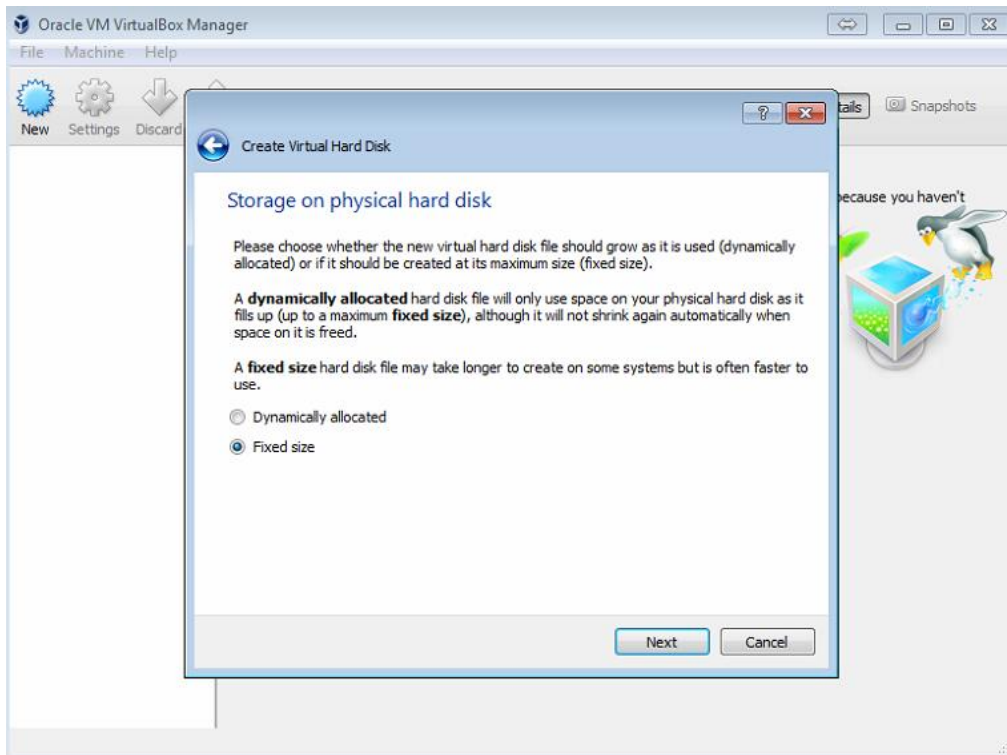 Oracle VM VirtualBox Manager
File Machine Help
New Settings Discard
tails Snapshots
Create Virtual Hard Disk
because you haven't
Storage on physical hard disk
Please choose whether the new virtual hard disk file should grow as it is used (dynamically
allocated) or if it should be created at its maximum size (fixed size).
A dynamically allocated hard disk file will only use space on your physical hard disk as it
fills up (up to a maximum fixed size), although it will not shrink again automatically when
space on it is freed.
A fixed size hard disk file may take longer to create on some systems but is often faster to
use.
Dynamically allocated
Fixed size
Next Cancel